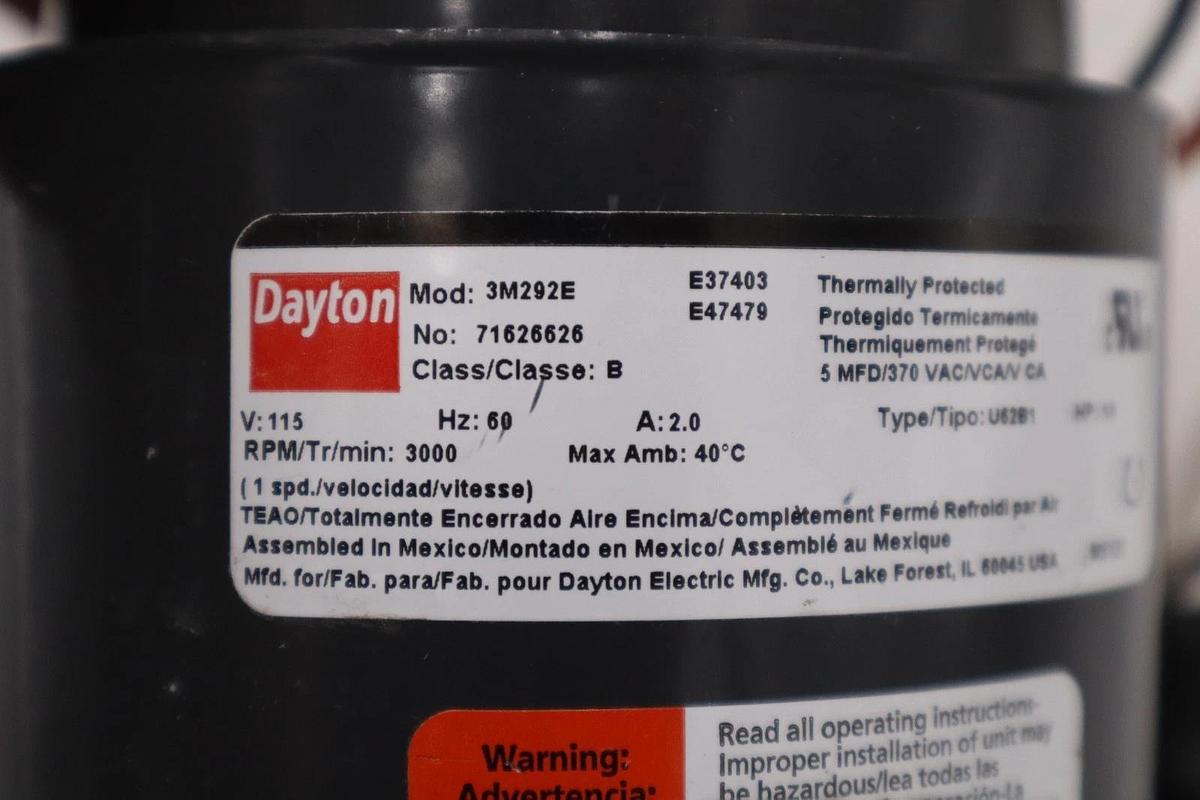 Dayton
Mod: 3M292E
No: 71626626
Class/Classe: B
E37403
E47479
Thermally Protected
Protegido Termicamente
Thermiquement Protegé
5 MFD/370 VAC/VCA/V CA
V: 115 Hz: 60 A: 2.0 Type/Tipo: U62B1
RPM/Tr/min: 3000 Max Amb: 40°C
( 1 spd./velocidad/vitesse)
TEAO/Totalmente Encerrado Aire Encima/Complètement Fermé Refroidi par Air
Assembled In Mexico/Montado en Mexico/ Assemblé au Mexique
Mfd. for/Fab. para/Fab. pour Dayton Electric Mfg. Co., Lake Forest, IL 60045 USA
Warning:
Advertencia:
Read all operating instructions
Improper installation of unit may
be hazardous/lea todas las